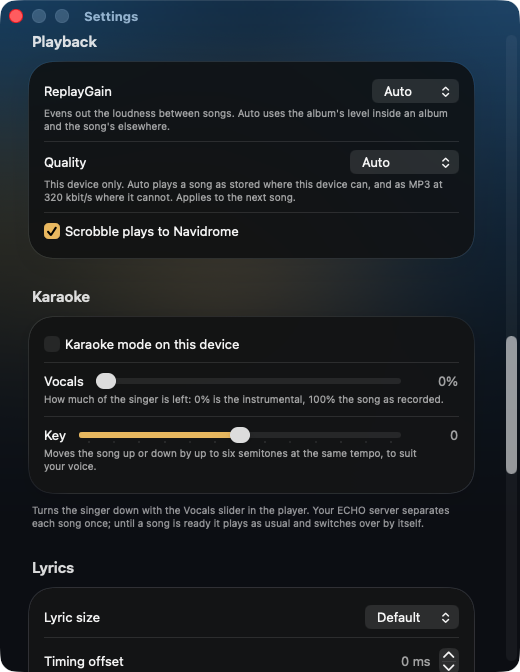 Settings
Playback
ReplayGain
Auto
Evens out the loudness between songs. Auto uses the album's level inside an album
and the song's elsewhere.
Quality
Auto
This device only. Auto plays a song as stored where this device can, and as MP3 at
320 kbit/s where it cannot. Applies to the next song.
Scrobble plays to Navidrome
Karaoke
Karaoke mode on this device
Vocals
0%
How much of the singer is left: 0% is the instrumental, 100% the song as recorded.
Key
0
Moves the song up or down by up to six semitones at the same tempo, to suit
your voice.
Turns the singer down with the Vocals slider in the player. Your ECHO server separates
each song once; until a song is ready it plays as usual and switches over by itself.
Lyrics
Lyric size
Default
Timing offset
0 ms